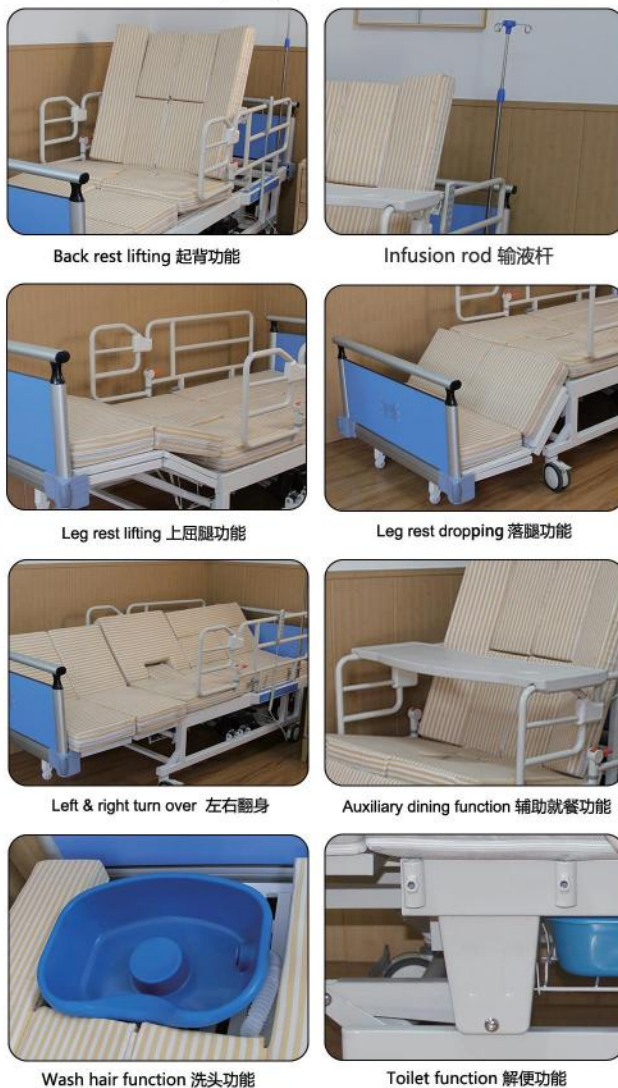 Back rest lifting 起背功能
Infusion rod 输液杆
Leg rest lifting 上屈腿功能
Leg rest dropping 落腿功能
Left & right turn over 左右翻身
Auxiliary dining function 辅助就餐功能
Wash hair function 洗头功能
Toilet function 解便功能